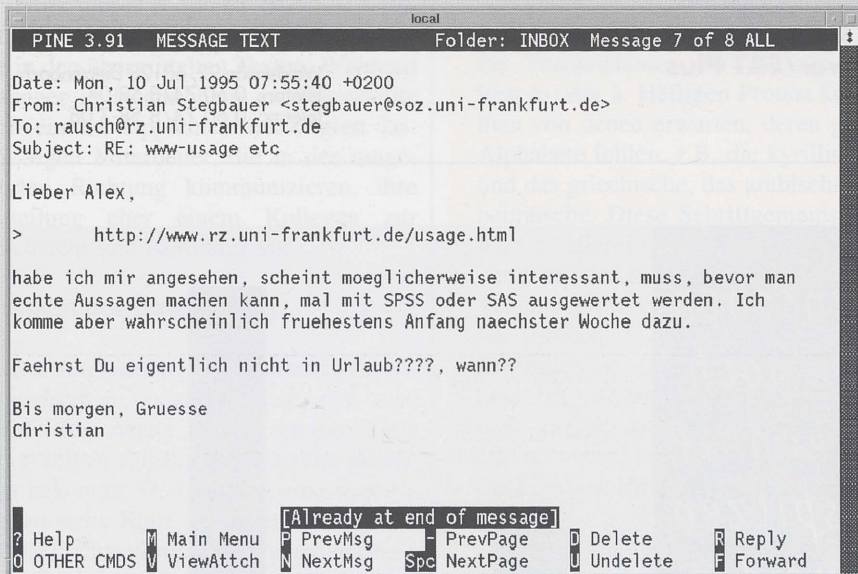 local
PINE 3.91 MESSAGE TEXT Folder: INBOX Message 7 of 8 ALL
Date: Mon, 10 Jul 1995 07:55:40 +0200
From: Christian Stegbauer <stegbauer@soz.uni-frankfurt.de>
To: rausch@rz.uni-frankfurt.de
Subject: RE: www-usage etc
Lieber Alex,
> http://www.rz.uni-frankfurt.de/usage.html
habe ich mir angesehen, scheint moeglicherweise interessant, muss, bevor man
echte Aussagen machen kann, mal mit SPSS oder SAS ausgewertet werden. Ich
komme aber wahrscheinlich fruehestens Anfang naechster Woche dazu.
Faehrst Du eigentlich nicht in Urlaub????, wann??
Bis morgen, Gruesse
Christian
[Already at end of message]
? Help M Main Menu P PrevMsg - PrevPage D Delete R Reply
O OTHER CMDS V ViewAttch N NextMsg Spc NextPage U Undelete F Forward